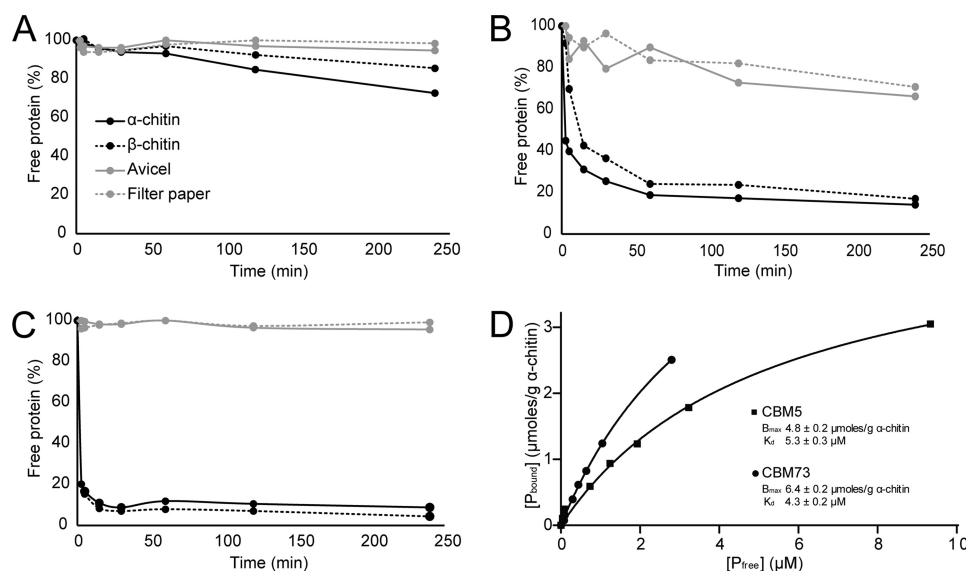 A
Free protein (%)
100
80
60
40
20
0
α-chitin
β-chitin
Avicel
Filter paper
0 50 100 150 200 250
Time (min)
B
Free protein (%)
100
80
60
40
20
0
0 50 100 150 200 250
Time (min)
C
Free protein (%)
100
80
60
40
20
0
0 50 100 150 200 250
Time (min)
D
[Pbound] (μmoles/g α-chitin)
3
2
1
0
CBM5
Bmax 4.8 ± 0.2 μmoles/g α-chitin
Kd 5.3 ± 0.3 μM
CBM73
Bmax 6.4 ± 0.2 μmoles/g α-chitin
Kd 4.3 ± 0.2 μM
0 2 4 6 8 10
[Pfree] (μM)